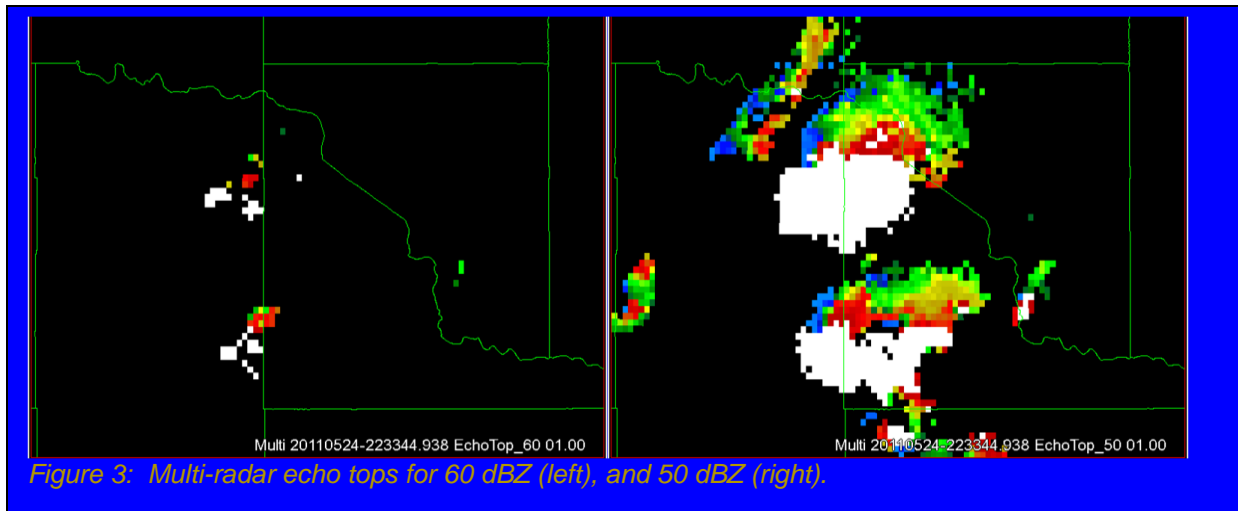 Multi 20110524-223344.938 EchoTop_60 01.00
Multi 20110524-223344.938 EchoTop_50 01.00
Figure 3: Multi-radar echo tops for 60 dBZ (left), and 50 dBZ (right).